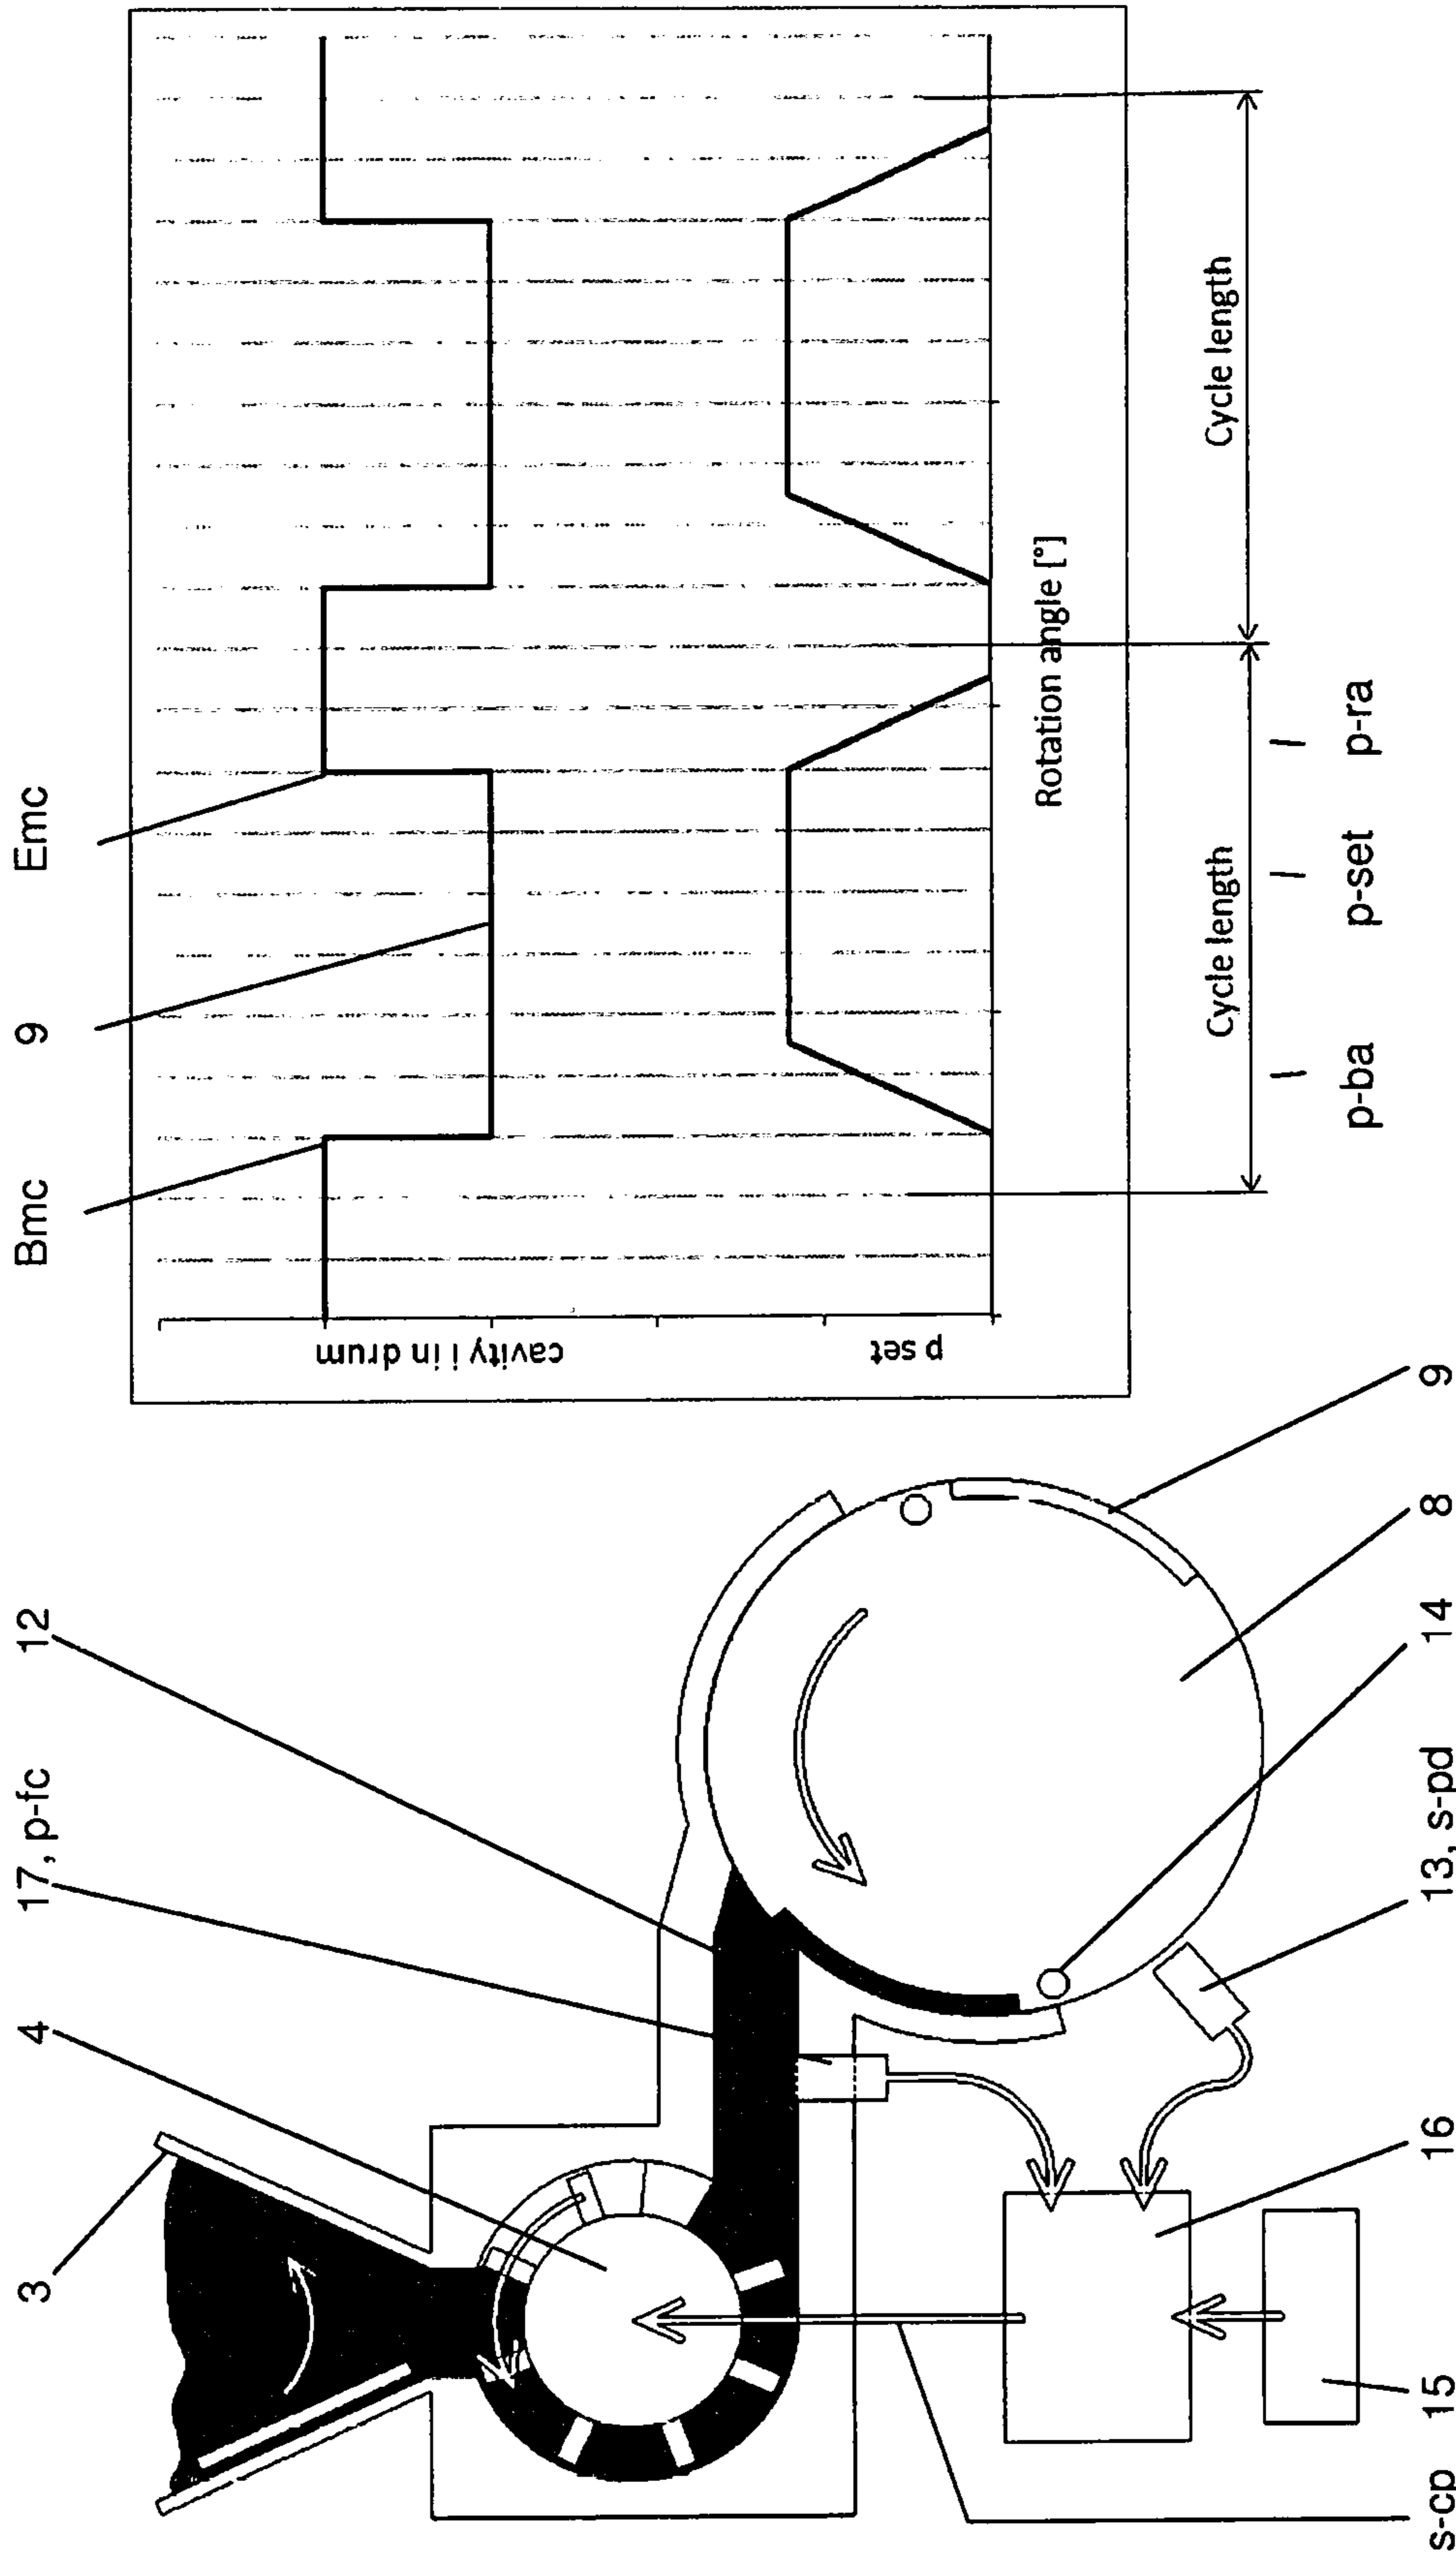 3
4
17, p-fc
12
s-cp
15
16
13, s-pd
14
8
9
Bmc
9
Emc
cavity i in drum
p set
Rotation angle [°]
Cycle length
Cycle length
p-ba
p-set
p-ra